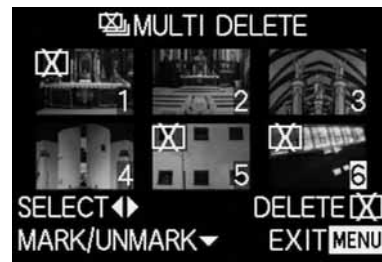 MULTI DELETE
1 2 3
4 5 6
SELECT DELETE
MARK/UNMARK EXIT MENU